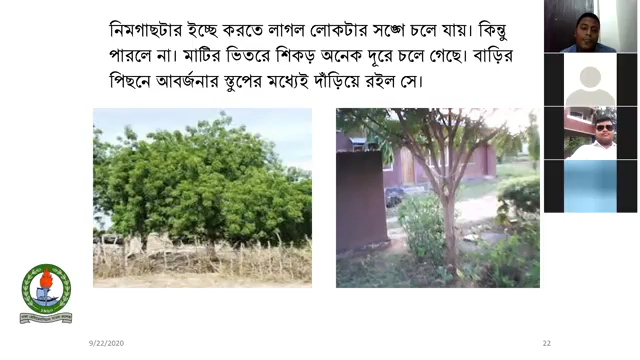 নিমগাছটার ইচ্ছে করতে লাগল লোকটার সঙ্গে চলে যায়। কিন্তু
পারলে না। মাটির ভিতরে শিকড় অনেক দূরে চলে গেছে। বাড়ির
পিছনে আবর্জনার স্তুপের মধ্যেই দাঁড়িয়ে রইল সে।
9/22/2020
22